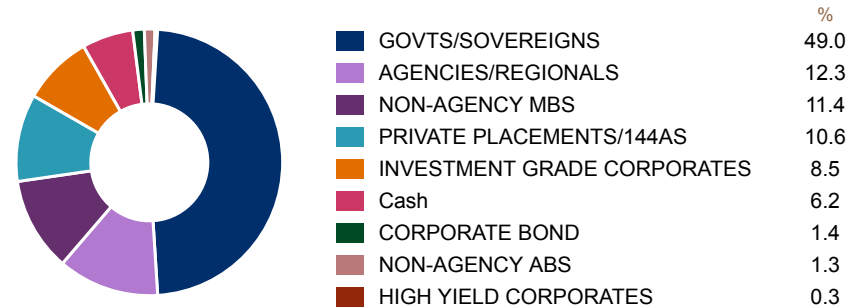 %
GOVTS/SOVEREIGNS 49.0
AGENCIES/REGIONALS 12.3
NON-AGENCY MBS 11.4
PRIVATE PLACEMENTS/144AS 10.6
INVESTMENT GRADE CORPORATES 8.5
Cash 6.2
CORPORATE BOND 1.4
NON-AGENCY ABS 1.3
HIGH YIELD CORPORATES 0.3